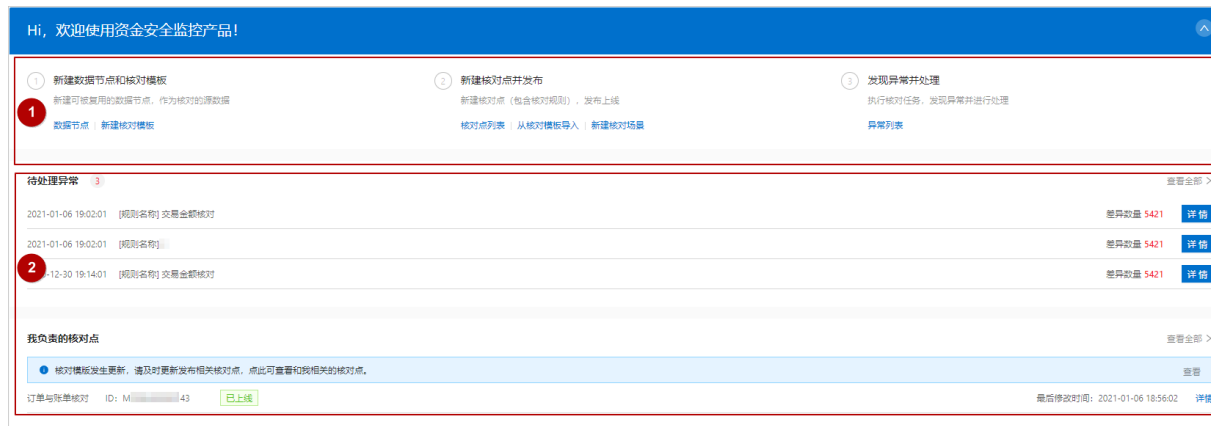 Hi，欢迎使用资金安全监控产品！
1 新建数据节点和核对模板
新建可被复用的数据节点，作为核对的源数据
数据节点 新建核对模板
2 新建核对点并发布
新建核对点（包含核对规则），发布上线
核对点列表 从核对模板导入 新建核对场景
3 发现异常并处理
执行核对任务，发现异常并进行处理
异常列表
1
待处理异常 3 查看全部
2021-01-06 19:02:01 [规则名称] 交易金额核对 差异数量 5421 详情
2021-01-06 19:02:01 [规则名称] 差异数量 5421 详情
2
-12-30 19:14:01 [规则名称] 交易金额核对 差异数量 5421 详情
我负责的核对点 查看全部
核对模版发生更新，请及时更新发布相关核对点，点此可查看和我相关的核对点。 查看
订单与账单核对 ID：M 43 已上线 最后修改时间：2021-01-06 18:56:02 详情